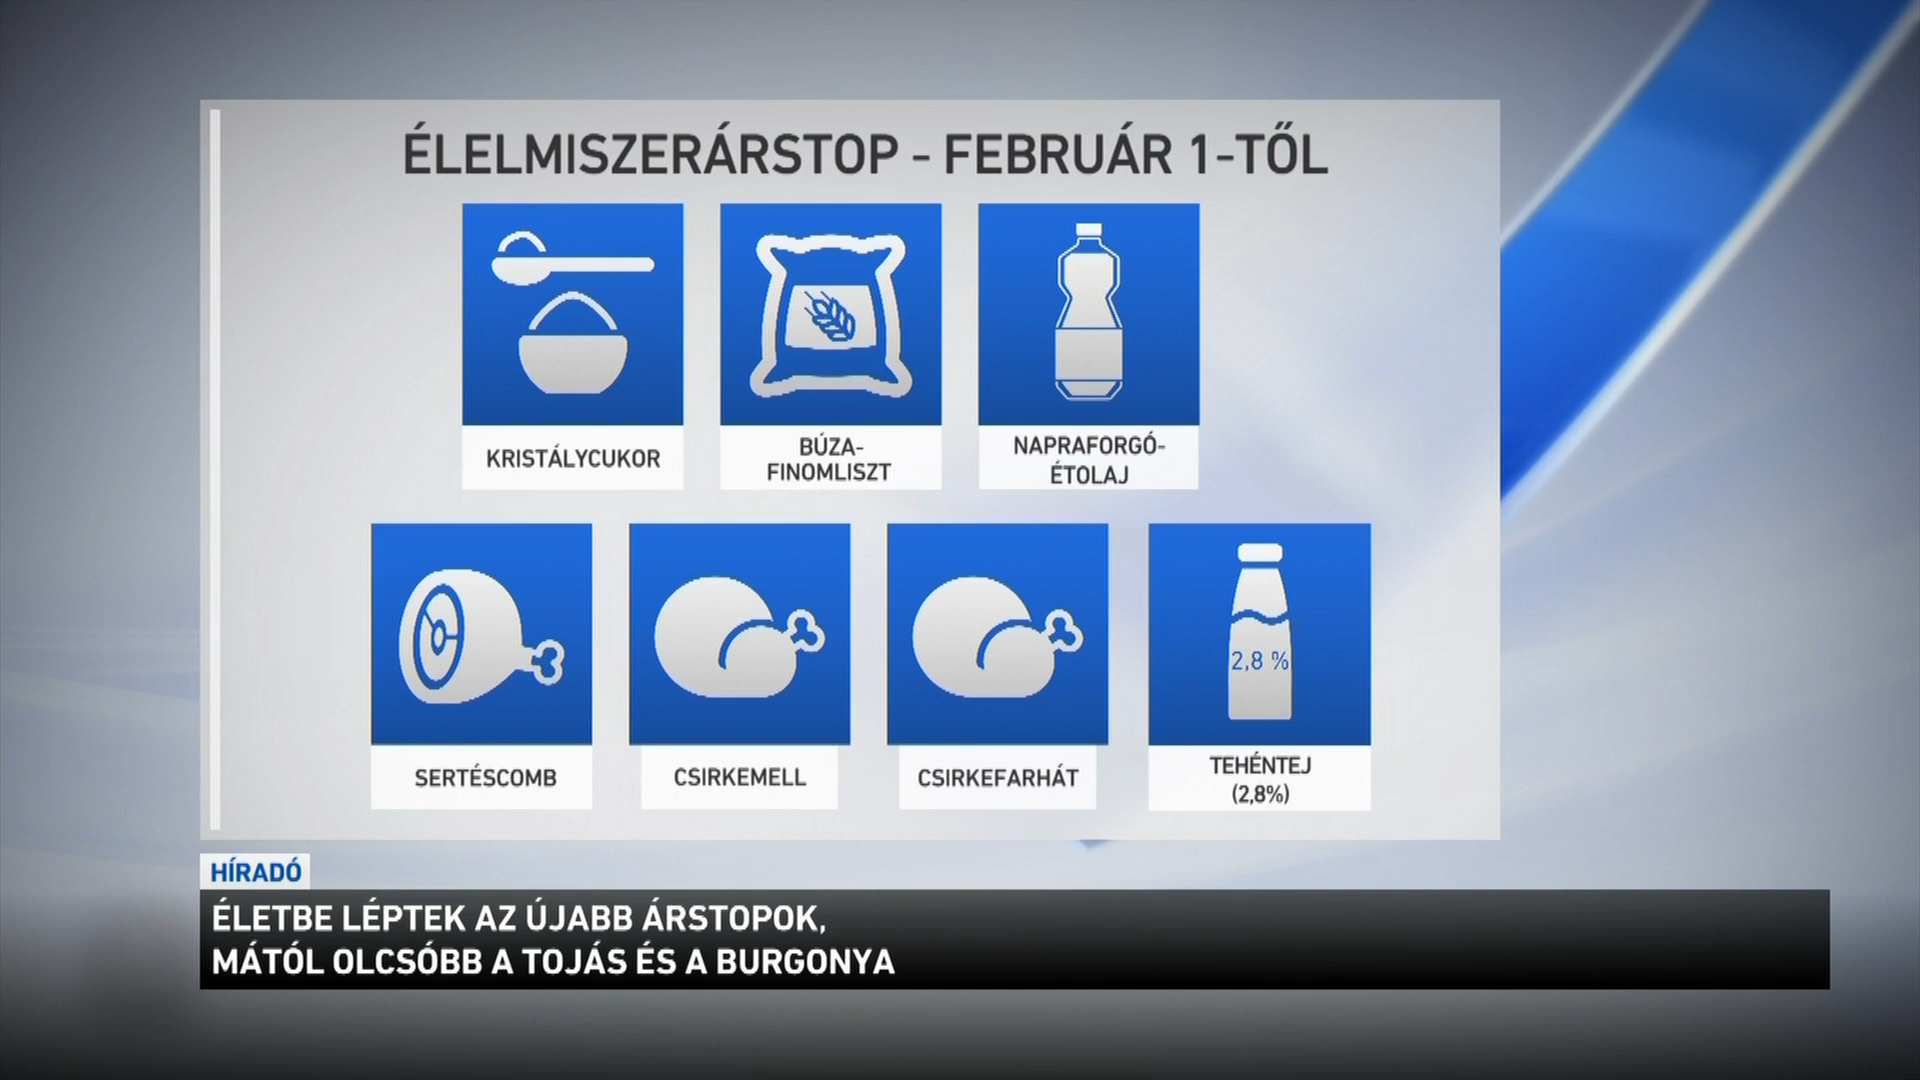 ÉLELMISZERÁRSTOP - FEBRUÁR 1-TŐL
KRISTÁLYCUKOR
BÚZA-
FINOMLISZT
NAPRAFORGÓ-
ÉTOLAJ
2,8 %
SERTÉSCOMB
CSIRKEMELL
CSIRKEFARHÁT
TEHÉNTEJ
(2,8%)
HÍRADÓ
ÉLETBE LÉPTEK AZ ÚJABB ÁRSTOPOK,
MÁTÓL OLCSÓBB A TOJÁS ÉS A BURGONYA